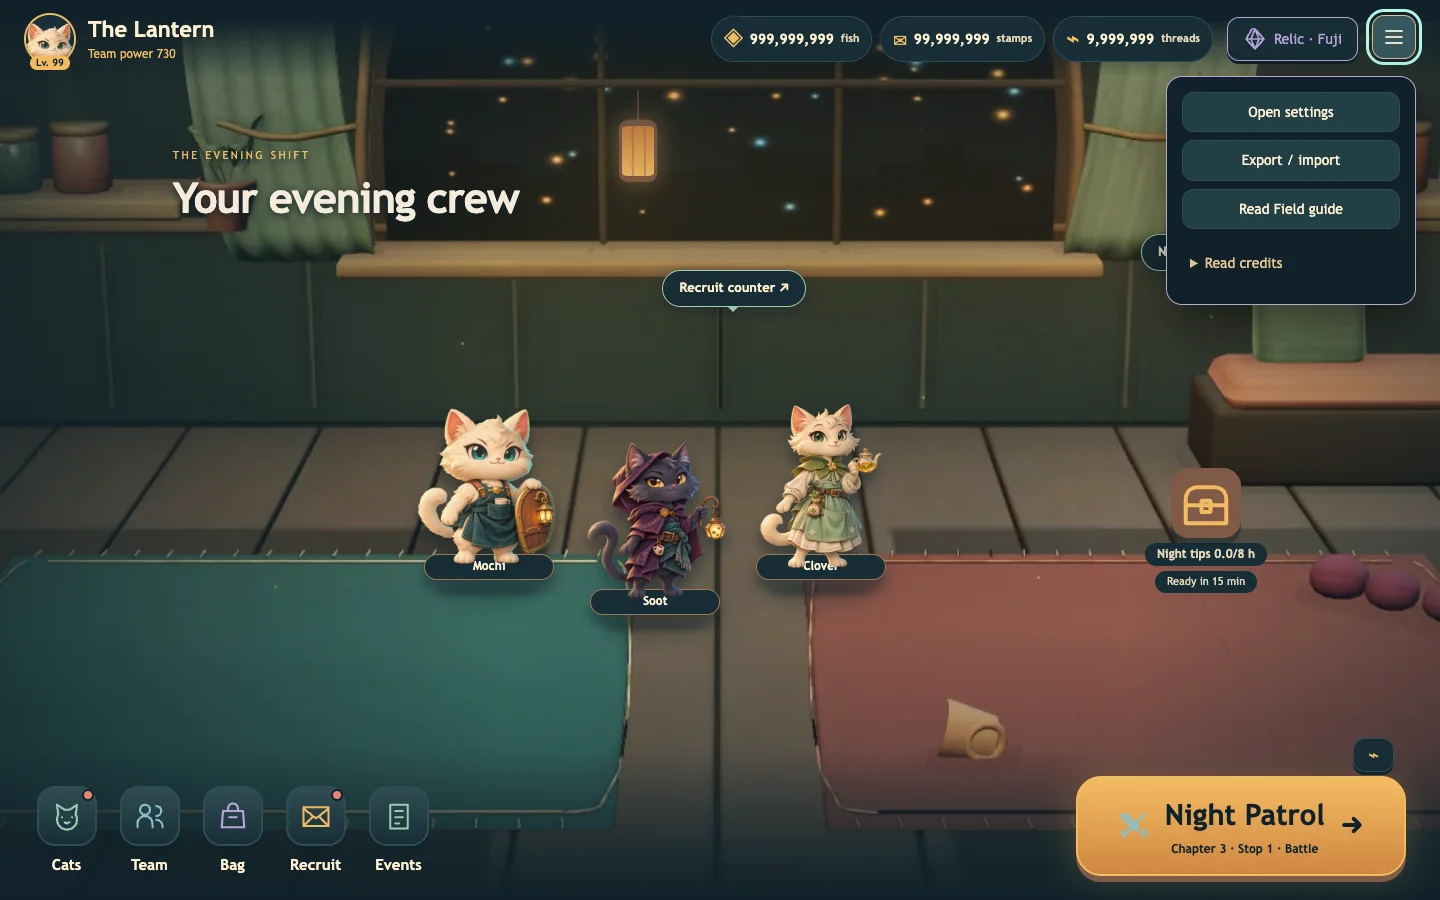 The Lantern
Team power 730
Lv. 99
999,999,999 fish
99,999,999 stamps
9,999,999 threads
Relic · Fuji
Open settings
Export / import
Read Field guide
▶ Read credits
THE EVENING SHIFT
Your evening crew
N
Recruit counter ↗
Mochi
Soot
Clover
Night tips 0.0/8 h
Ready in 15 min
Night Patrol →
Chapter 3 · Stop 1 · Battle
Cats
Team
Bag
Recruit
Events